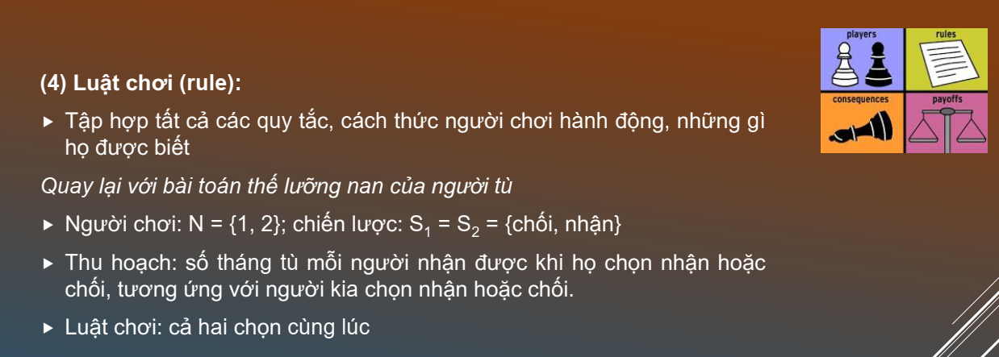 players
rules
consequences
payoffs
(4) Luật chơi (rule):
Tập hợp tất cả các quy tắc, cách thức người chơi hành động, những gì
họ được biết
Quay lại với bài toán thế lưỡng nan của người tù
Người chơi: N = {1, 2}; chiến lược: S₁ = S₂ = {chối, nhận}
Thu hoạch: số tháng tù mỗi người nhận được khi họ chọn nhận hoặc
chối, tương ứng với người kia chọn nhận hoặc chối.
Luật chơi: cả hai chọn cùng lúc